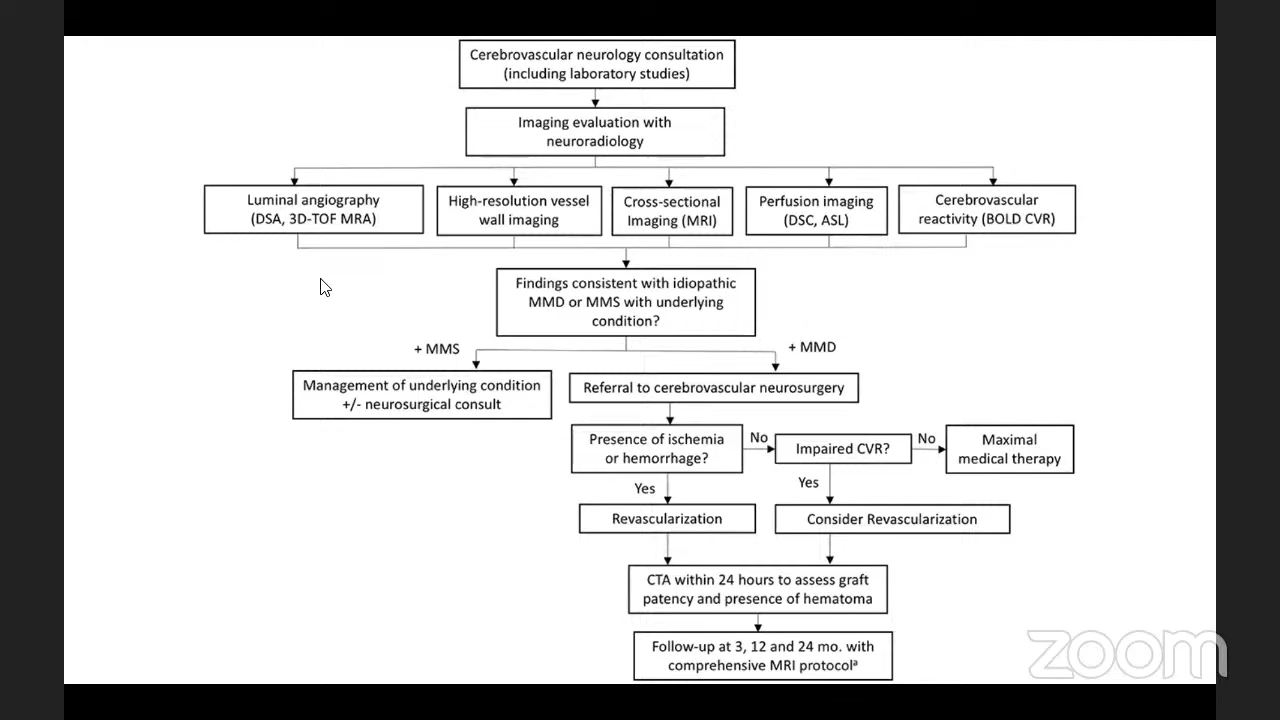 Cerebrovascular neurology consultation
(including laboratory studies)
Imaging evaluation with
neuroradiology
Luminal angiography
(DSA, 3D-TOF MRA)
High-resolution vessel
wall imaging
Cross-sectional
Imaging (MRI)
Perfusion imaging
(DSC, ASL)
Cerebrovascular
reactivity (BOLD CVR)
Findings consistent with idiopathic
MMD or MMS with underlying
condition?
+ MMS
+ MMD
Management of underlying condition
+/- neurosurgical consult
Referral to cerebrovascular neurosurgery
Presence of ischemia
or hemorrhage?
No
Impaired CVR?
No
Maximal
medical therapy
Yes
Yes
Revascularization
Consider Revascularization
CTA within 24 hours to assess graft
patency and presence of hematoma
Follow-up at 3, 12 and 24 mo. with
comprehensive MRI protocolª
zoom